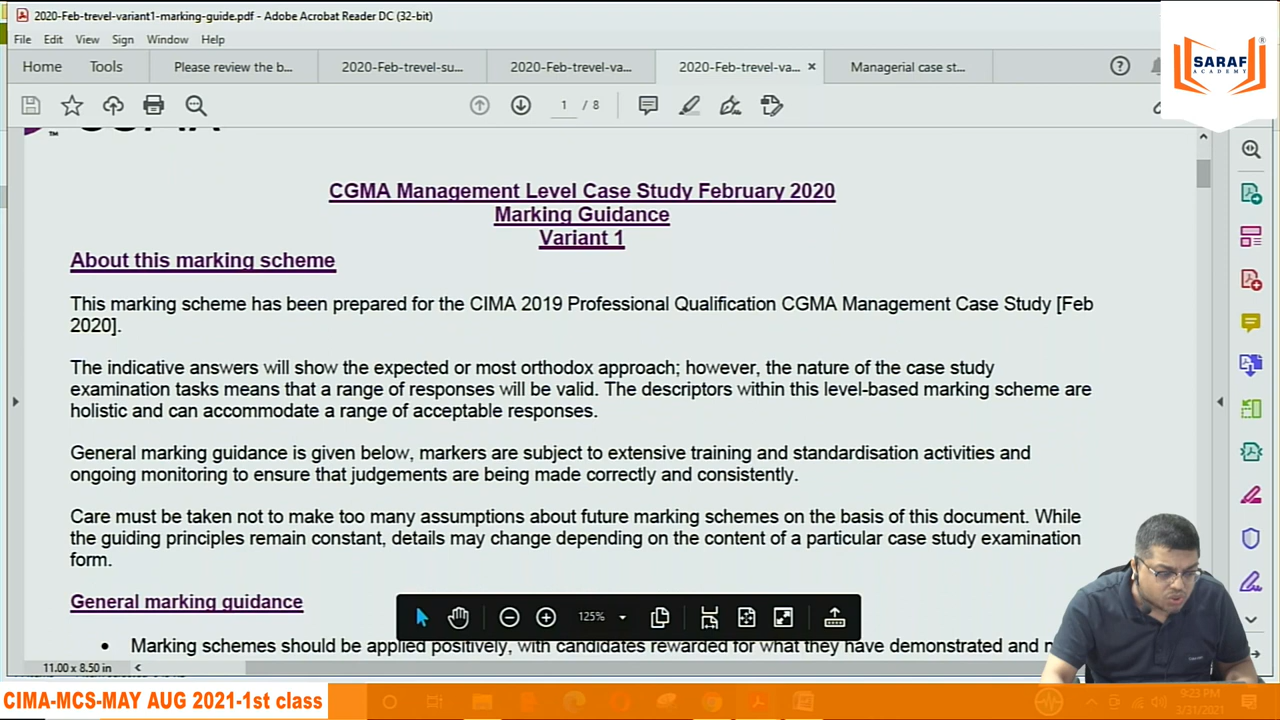 2020-Feb-trevel-variant1-marking-guide.pdf - Adobe Acrobat Reader DC (32-bit)
File Edit View Sign Window Help
Home Tools Please review the b... 2020-Feb-trevel-su... 2020-Feb-trevel-va... 2020-Feb-trevel-va... × Managerial case st...
SARAF
ACADEMY
1 / 8
CGMA Management Level Case Study February 2020
Marking Guidance
Variant 1
About this marking scheme
This marking scheme has been prepared for the CIMA 2019 Professional Qualification CGMA Management Case Study [Feb
2020].
The indicative answers will show the expected or most orthodox approach; however, the nature of the case study
examination tasks means that a range of responses will be valid. The descriptors within this level-based marking scheme are
holistic and can accommodate a range of acceptable responses.
General marking guidance is given below, markers are subject to extensive training and standardisation activities and
ongoing monitoring to ensure that judgements are being made correctly and consistently.
Care must be taken not to make too many assumptions about future marking schemes on the basis of this document. While
the guiding principles remain constant, details may change depending on the content of a particular case study examination
form.
General marking guidance
125%
• Marking schemes should be applied positively, with candidates rewarded for what they have demonstrated and
11.00 x 8.50 in
CIMA-MCS-MAY AUG 2021-1st class
9:23 PM
3/31/2021